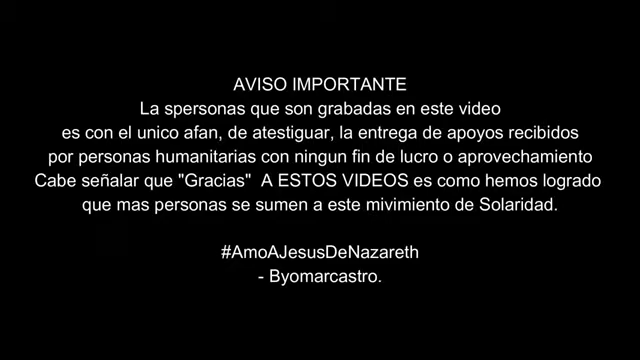 AVISO IMPORTANTE
La spersonas que son grabadas en este video
es con el unico afan, de atestiguar, la entrega de apoyos recibidos
por personas humanitarias con ningun fin de lucro o aprovechamiento
Cabe señalar que "Gracias"  A ESTOS VIDEOS es como hemos logrado
que mas personas se sumen a este mivimiento de Solaridad.
#AmoAJesusDeNazareth
- Byomarcastro.